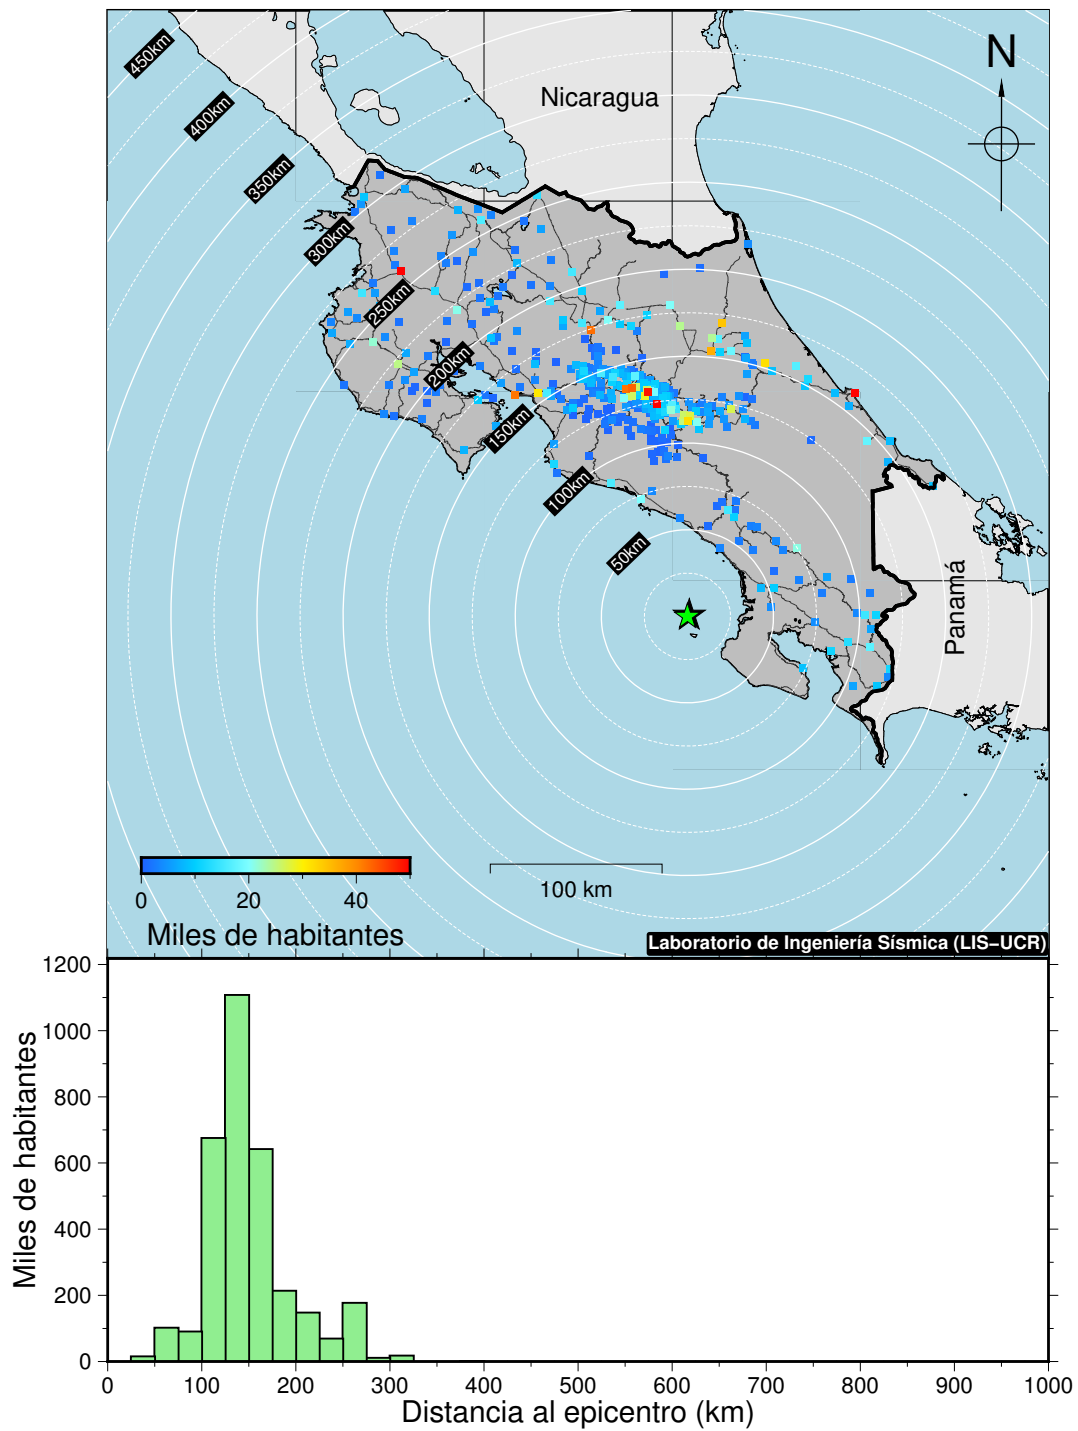 450km
400km
350km
300km
250km
200km
150km
100km
50km
Nicaragua
N
Panamá
0 20 40
Miles de habitantes
100 km
Laboratorio de Ingeniería Sísmica (LIS−UCR)
Miles de habitantes
1200
1000
800
600
400
200
0
0 100 200 300 400 500 600 700 800 900 1000
Distancia al epicentro (km)